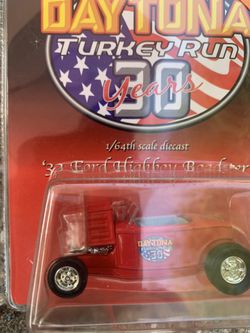 DAYTONA
TURKEY RUN
30
Years
1/64th scale diecast
'32 Ford Highboy Roadster
DAYTONA
30